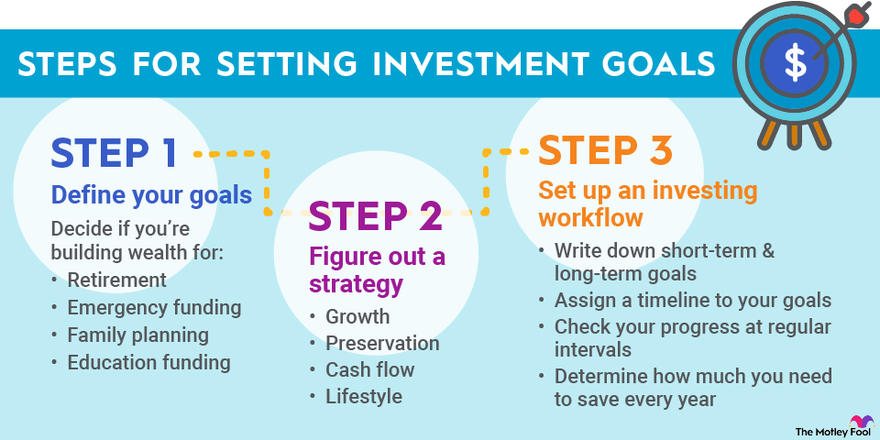 STEPS FOR SETTING INVESTMENT GOALS
$
STEP 1
Define your goals
Decide if you're
building wealth for:
• Retirement
• Emergency funding
• Family planning
• Education funding
STEP 2
Figure out a
strategy
• Growth
• Preservation
• Cash flow
• Lifestyle
STEP 3
Set up an investing
workflow
• Write down short-term &
long-term goals
• Assign a timeline to your goals
• Check your progress at regular
intervals
• Determine how much you need
to save every year
The Motley Fool